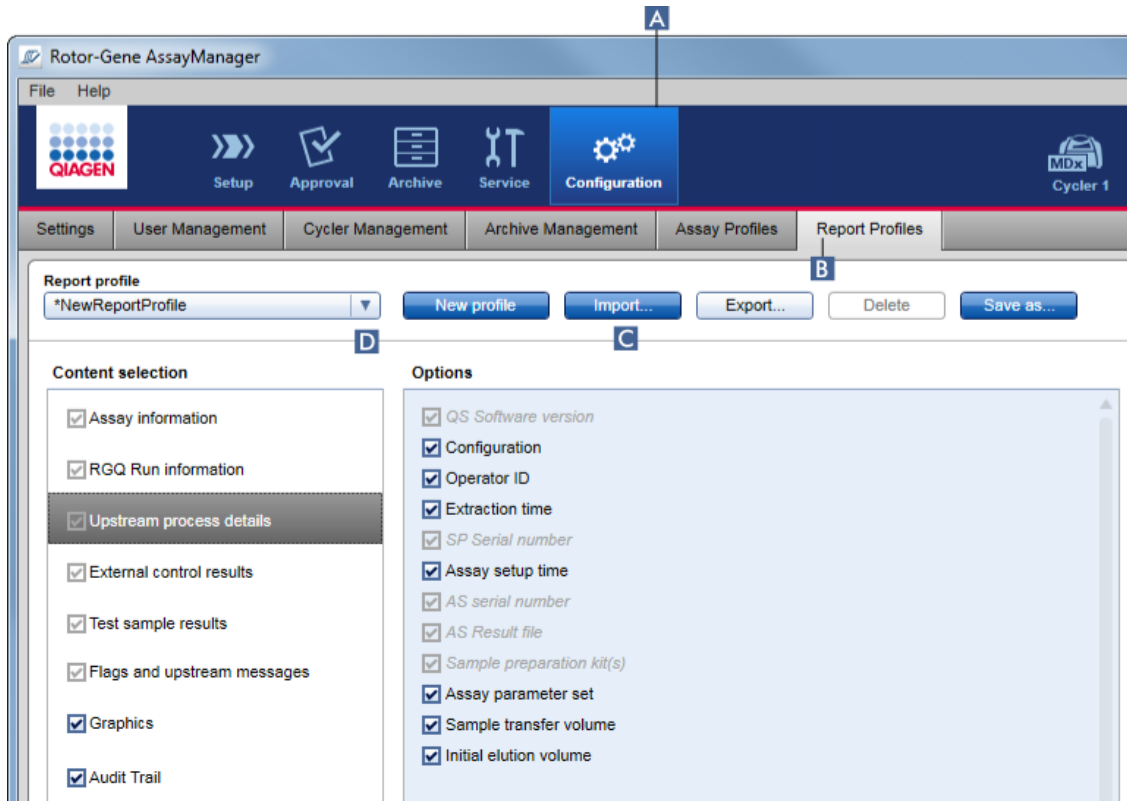 A
Rotor-Gene AssayManager
File Help
QIAGEN
Setup Approval Archive Service Configuration
MDx
Cycler 1
Settings User Management Cycler Management Archive Management Assay Profiles Report Profiles
B
Report profile
*NewReportProfile New profile Import... Export... Delete Save as...
D C
Content selection
Assay information
RGQ Run information
Upstream process details
External control results
Test sample results
Flags and upstream messages
Graphics
Audit Trail
Options
QS Software version
Configuration
Operator ID
Extraction time
SP Serial number
Assay setup time
AS serial number
AS Result file
Sample preparation kit(s)
Assay parameter set
Sample transfer volume
Initial elution volume